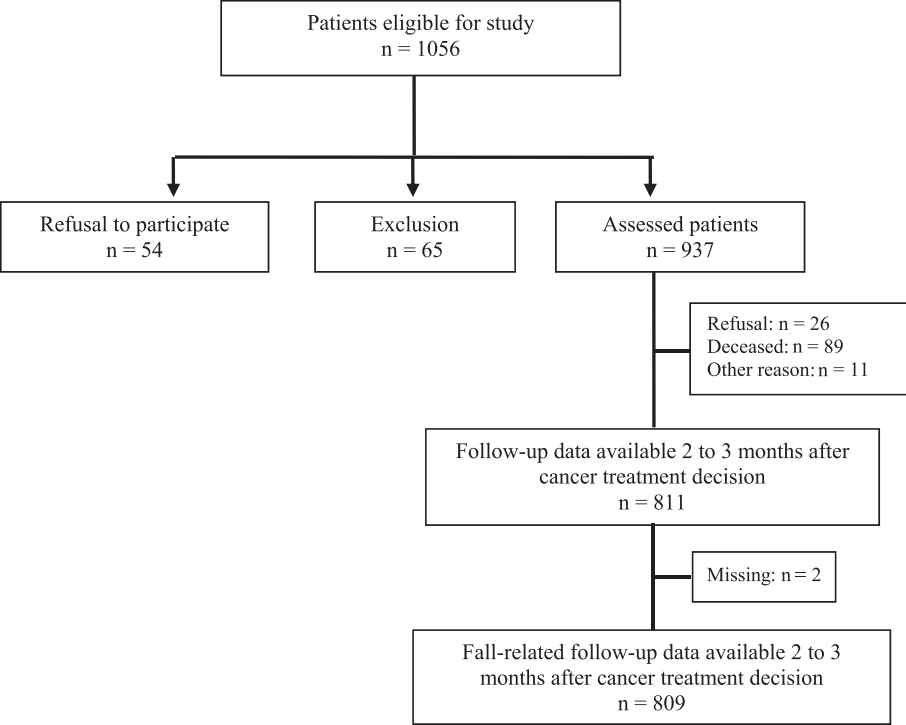 Patients eligible for study
n = 1056
Refusal to participate
n = 54
Exclusion
n = 65
Assessed patients
n = 937
Refusal: n = 26
Deceased: n = 89
Other reason: n = 11
Follow-up data available 2 to 3 months after
cancer treatment decision
n = 811
Missing: n = 2
Fall-related follow-up data available 2 to 3
months after cancer treatment decision
n = 809